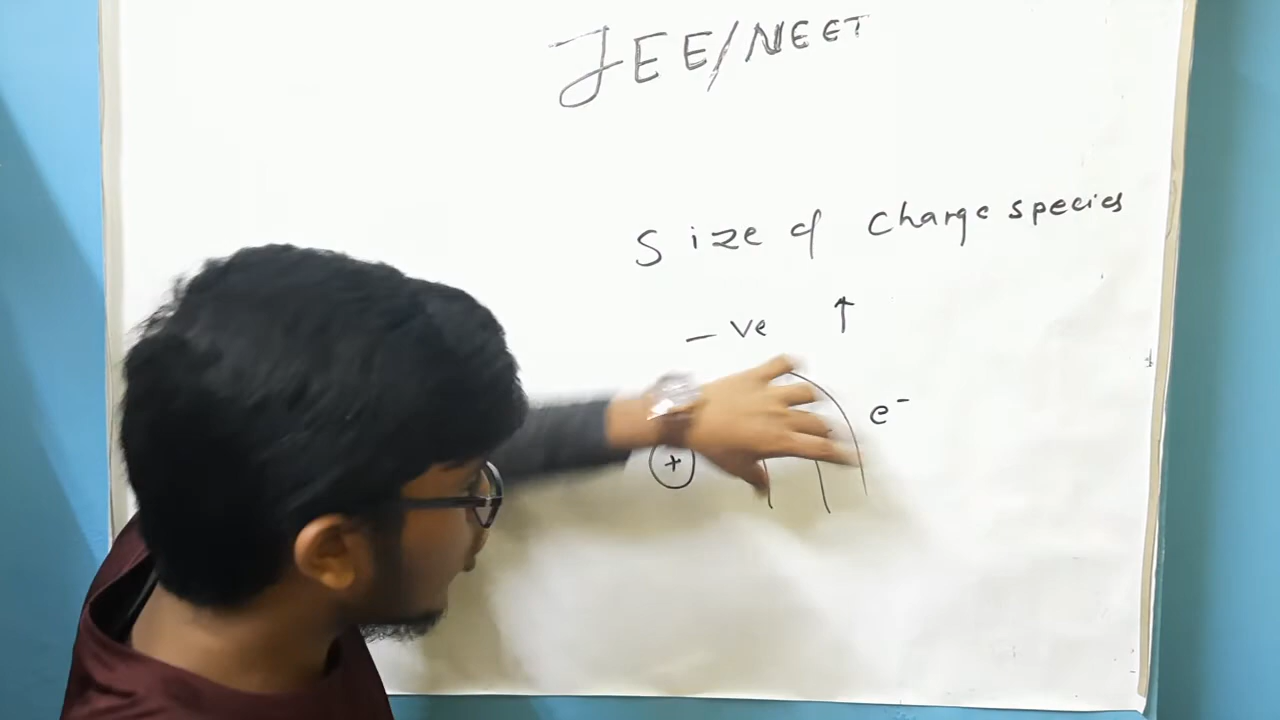 JEE/NEET
Size of charge species
- ve ↑
e⁻
+